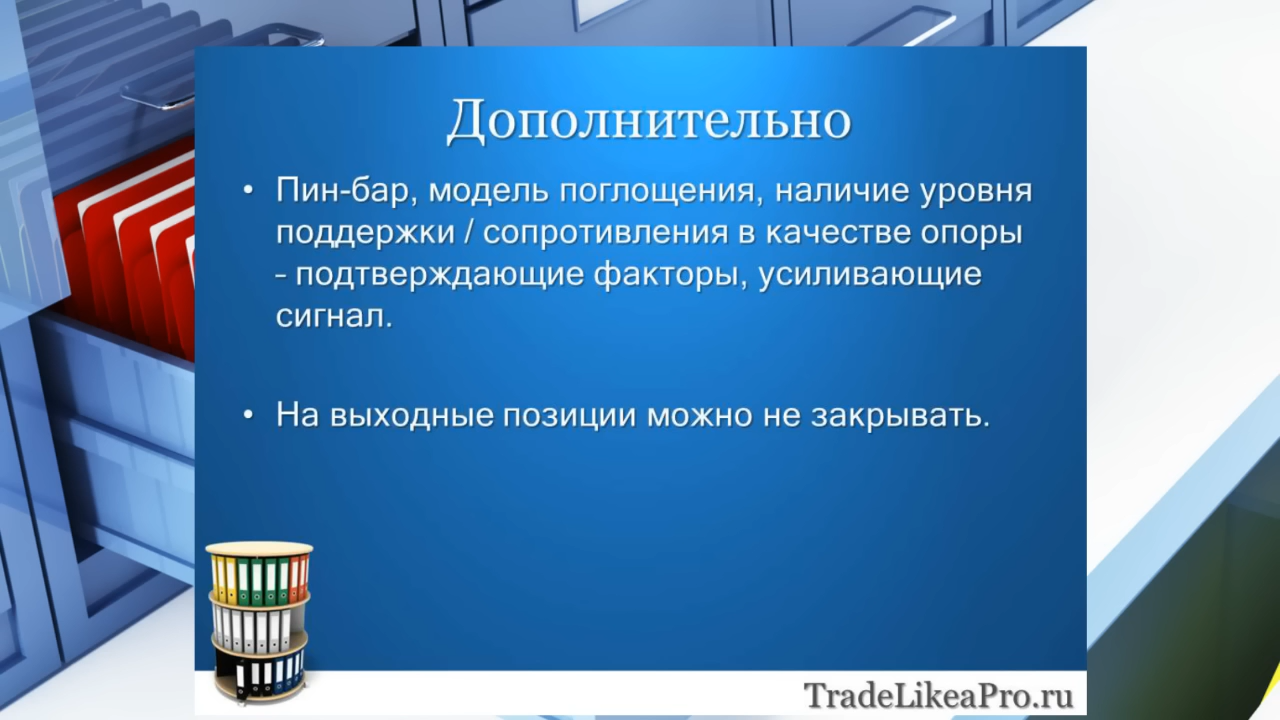 Дополнительно
• Пин-бар, модель поглощения, наличие уровня
поддержки / сопротивления в качестве опоры
– подтверждающие факторы, усиливающие
сигнал.
• На выходные позиции можно не закрывать.
TradeLikeaPro.ru